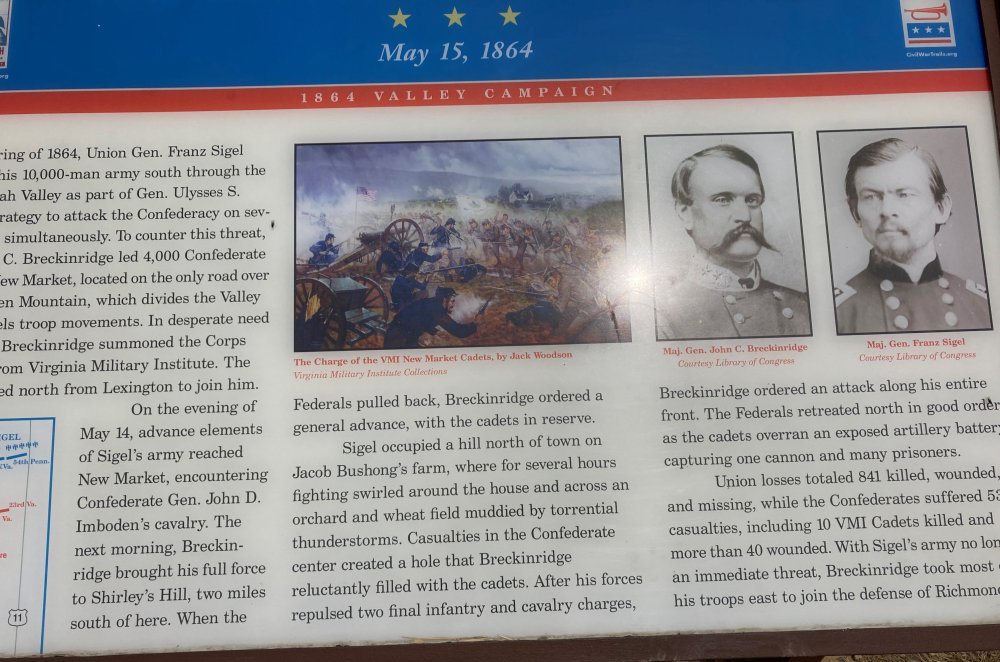 May 15, 1864
CivilWarTrails.org
1864 VALLEY CAMPAIGN
of 1864, Union Gen. Franz Sigel
his 10,000-man army south through the
Valley as part of Gen. Ulysses S.
to attack the Confederacy on sev-
simultaneously. To counter this threat,
C. Breckinridge led 4,000 Confederate
Market, located on the only road over
Mountain, which divides the Valley
troop movements. In desperate need
Breckinridge summoned the Corps
Virginia Military Institute. The
north from Lexington to join him.
On the evening of
May 14, advance elements
of Sigel's army reached
New Market, encountering
Confederate Gen. John D.
Imboden's cavalry. The
next morning, Breckin-
ridge brought his full force
to Shirley's Hill, two miles
south of here. When the
54th Penn.
23rd Va.
11
The Charge of the VMI New Market Cadets, by Jack Woodson
Virginia Military Institute Collections
Federals pulled back, Breckinridge ordered a
general advance, with the cadets in reserve.
Sigel occupied a hill north of town on
Jacob Bushong's farm, where for several hours
fighting swirled around the house and across an
orchard and wheat field muddied by torrential
thunderstorms. Casualties in the Confederate
center created a hole that Breckinridge
reluctantly filled with the cadets. After his forces
repulsed two final infantry and cavalry charges,
Maj. Gen. John C. Breckinridge
Courtesy Library of Congress
Maj. Gen. Franz Sigel
Courtesy Library of Congress
Breckinridge ordered an attack along his entire
front. The Federals retreated north in good order
as the cadets overran an exposed artillery battery
capturing one cannon and many prisoners.
Union losses totaled 841 killed, wounded,
and missing, while the Confederates suffered
casualties, including 10 VMI Cadets killed and
more than 40 wounded. With Sigel's army no
an immediate threat, Breckinridge took most
his troops east to join the defense of